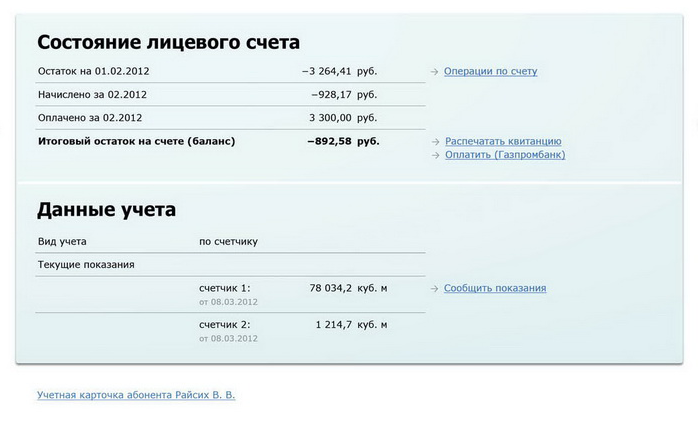 Состояние лицевого счета
Остаток на 01.02.2012 −3 264,41 руб. → Операции по счету
Начислено за 02.2012 −928,17 руб.
Оплачено за 02.2012 3 300,00 руб.
Итоговый остаток на счете (баланс) −892,58 руб. → Распечатать квитанцию
→ Оплатить (Газпромбанк)
Данные учета
Вид учета по счетчику
Текущие показания
счетчик 1: 78 034,2 куб. м → Сообщить показания
от 08.03.2012
счетчик 2: 1 214,7 куб. м
от 08.03.2012
Учетная карточка абонента Райсих В. В.